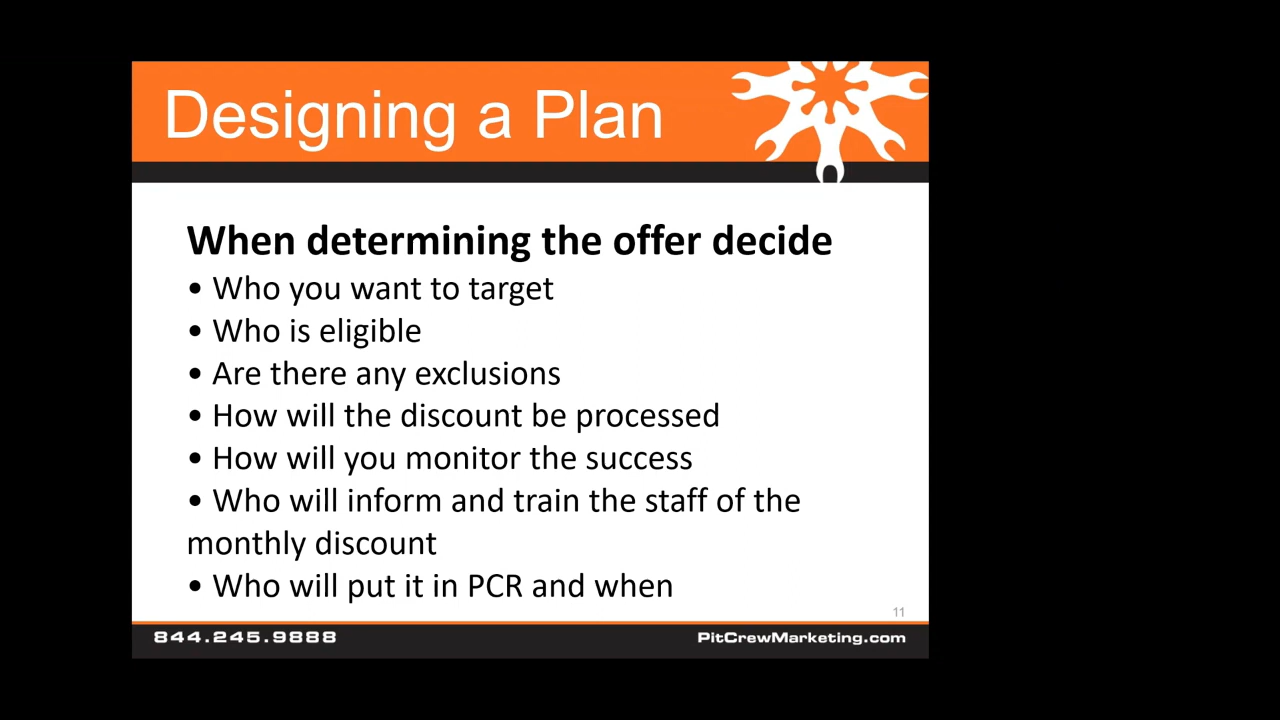 Designing a Plan
When determining the offer decide
• Who you want to target
• Who is eligible
• Are there any exclusions
• How will the discount be processed
• How will you monitor the success
• Who will inform and train the staff of the
monthly discount
• Who will put it in PCR and when
11
844.245.9888
PitCrewMarketing.com